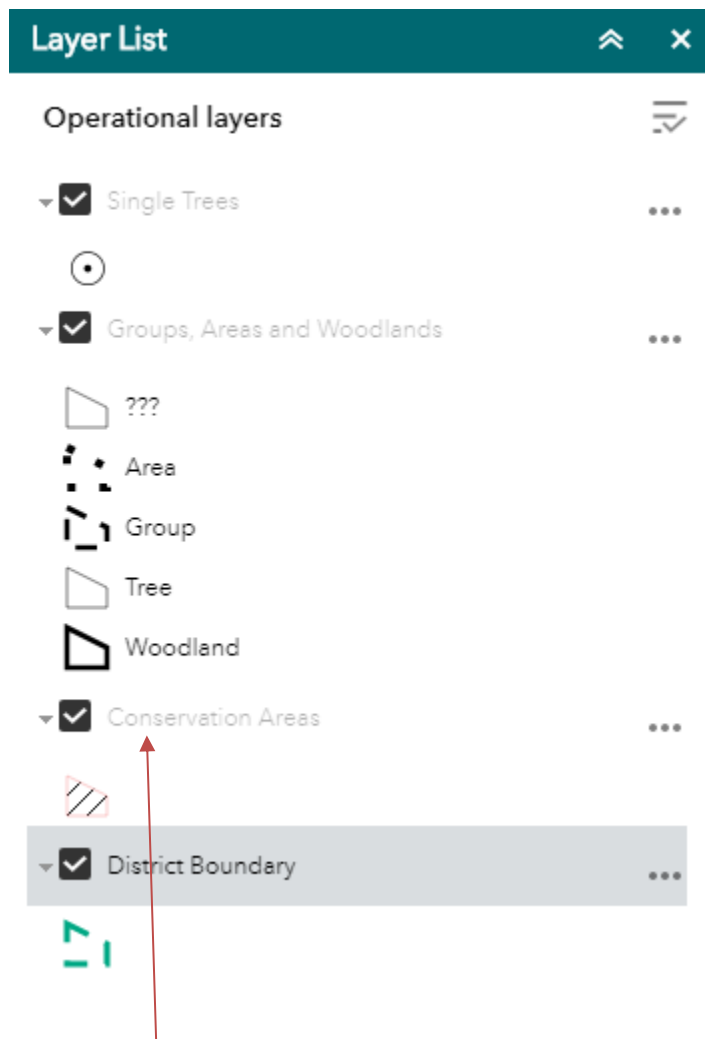 Layer List
Operational layers
Single Trees
Groups, Areas and Woodlands
???
Area
Group
Tree
Woodland
Conservation Areas
District Boundary